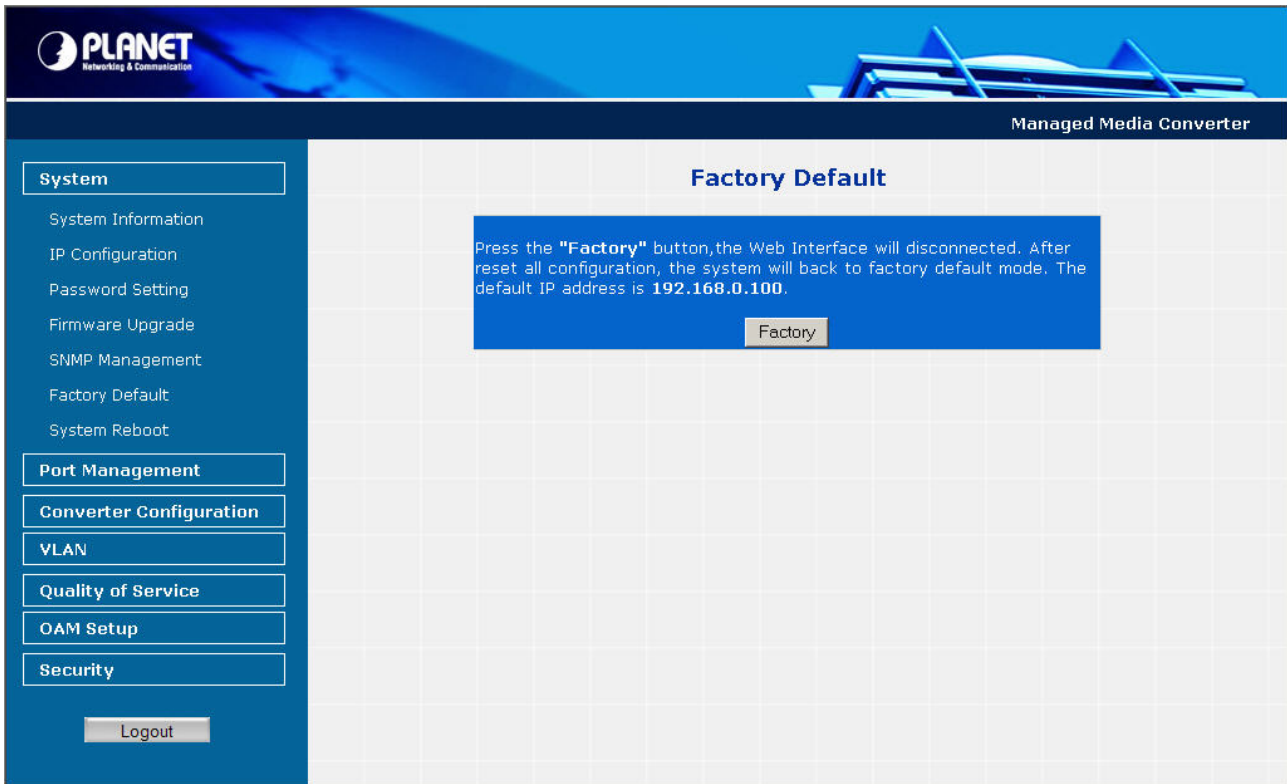 PLANET
Networking & Communication
Managed Media Converter
System
System Information
IP Configuration
Password Setting
Firmware Upgrade
SNMP Management
Factory Default
System Reboot
Port Management
Converter Configuration
VLAN
Quality of Service
OAM Setup
Security
Logout
Factory Default
Press the "Factory" button,the Web Interface will disconnected. After
reset all configuration, the system will back to factory default mode. The
default IP address is 192.168.0.100.
Factory